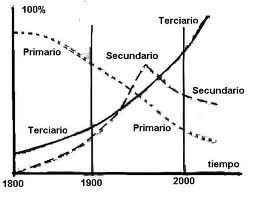 100%
Terciario
Primario
Secundario
Secundario
Terciario
Primario
tiempo
1800
1900
2000